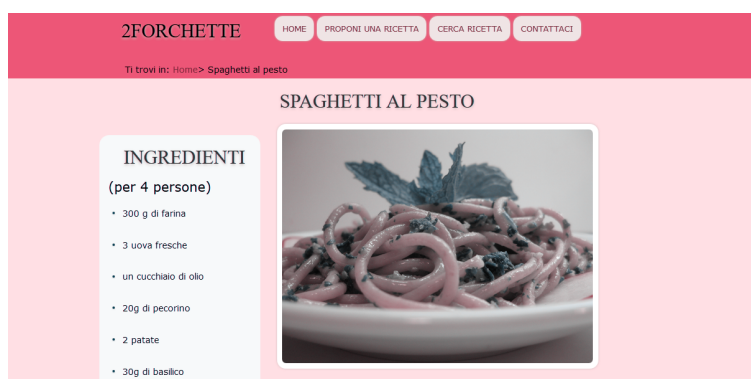 2FORCHETTE
HOME
PROPONI UNA RICETTA
CERCA RICETTA
CONTATTACI
Ti trovi in: Home> Spaghetti al pesto
SPAGHETTI AL PESTO
INGREDIENTI
(per 4 persone)
300 g di farina
3 uova fresche
un cucchiaio di olio
20g di pecorino
2 patate
30g di basilico